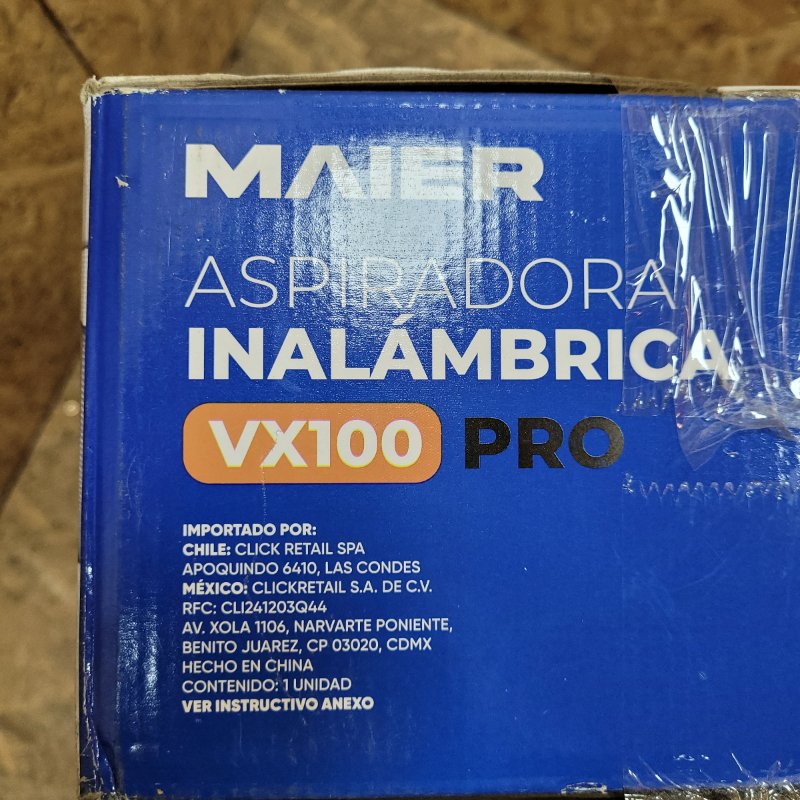 MAIER
ASPIRADORA
INALÁMBRICA
VX100 PRO
IMPORTADO POR:
CHILE: CLICK RETAIL SPA
APOQUINDO 6410, LAS CONDES
MÉXICO: CLICKRETAIL S.A. DE C.V.
RFC: CLI241203Q44
AV. XOLA 1106, NARVARTE PONIENTE,
BENITO JUAREZ, CP 03020, CDMX
HECHO EN CHINA
CONTENIDO: 1 UNIDAD
VER INSTRUCTIVO ANEXO